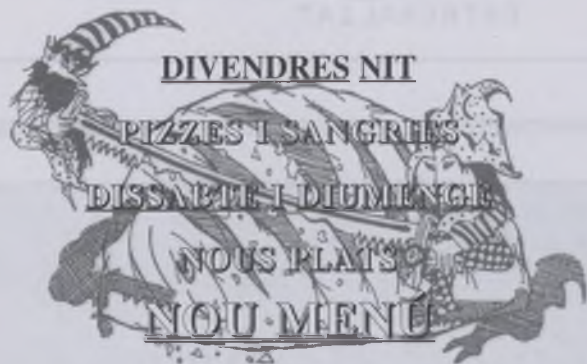 DIVENDRES NIT
PIZZES I SANGRIES
DISSABTE I DIUMENGE
NOUS PLATS
NOU MENÚ